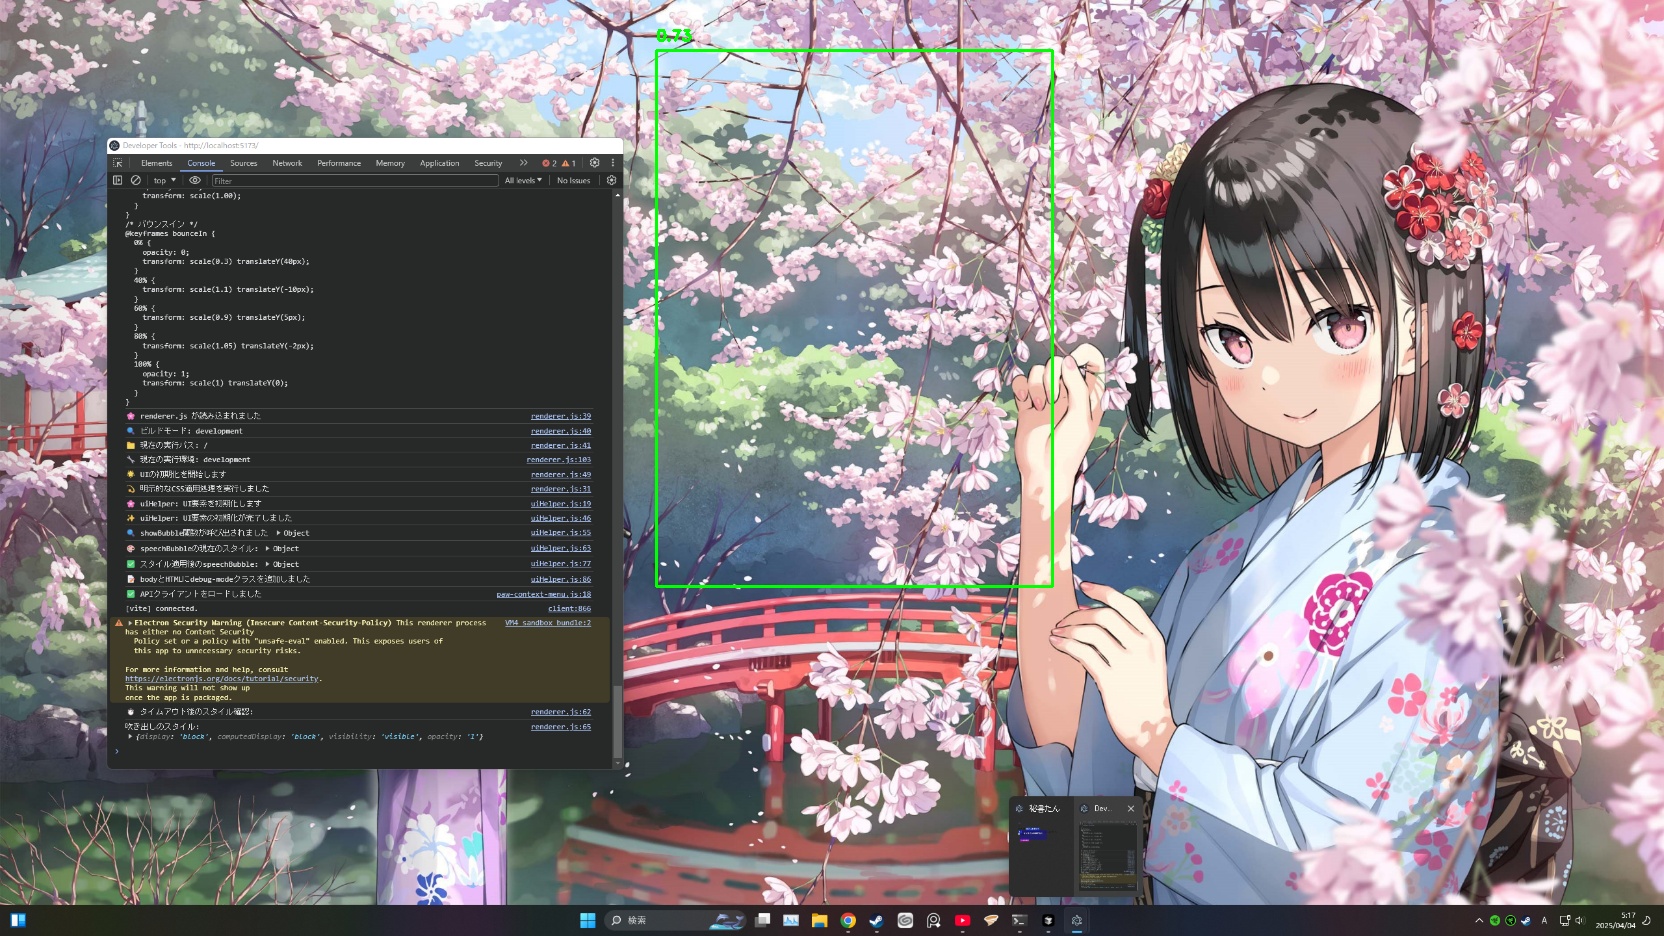 0.73
Developer Tools - http://localhost:5173/
Elements Console Sources Network Performance Memory Application Security 2 1
top Filter All levels No Issues
transform: scale(1.00);
}
}
/* バウンスイン */
@keyframes bounceIn {
0% {
opacity: 0;
transform: scale(0.3) translateY(40px);
}
40% {
transform: scale(1.1) translateY(-10px);
}
60% {
transform: scale(0.9) translateY(5px);
}
80% {
transform: scale(1.05) translateY(-2px);
}
100% {
opacity: 1;
transform: scale(1) translateY(0);
}
}
renderer.js が読み込まれました renderer.js:39
ビルドモード: development renderer.js:40
現在の実行パス: / renderer.js:41
現在の実行環境: development renderer.js:103
UIの初期化を開始します renderer.js:49
明示的なCSS適用処理を実行しました renderer.js:31
uiHelper: UI要素を初期化します uiHelper.js:19
uiHelper: UI要素の初期化が完了しました uiHelper.js:46
showBubble関数が呼び出されました Object uiHelper.js:55
speechBubbleの現在のスタイル: Object uiHelper.js:63
スタイル適用後のspeechBubble: Object uiHelper.js:77
bodyとHTMLにdebug-modeクラスを追加しました uiHelper.js:86
APIクライアントをロードしました paw-context-menu.js:18
[vite] connected. client:866
Electron Security Warning (Insecure Content-Security-Policy) This renderer process VM4 sandbox_bundle:2
has either no Content Security
Policy set or a policy with "unsafe-eval" enabled. This exposes users of
this app to unnecessary security risks.
For more information and help, consult
https://electronjs.org/docs/tutorial/security.
This warning will not show up
once the app is packaged.
タイムアウト後のスタイル確認: renderer.js:62
吹き出しのスタイル: renderer.js:65
{display: 'block', computedDisplay: 'block', visibility: 'visible', opacity: '1'}
秘書たん Dev...
検索
A
5:17
2025/04/04